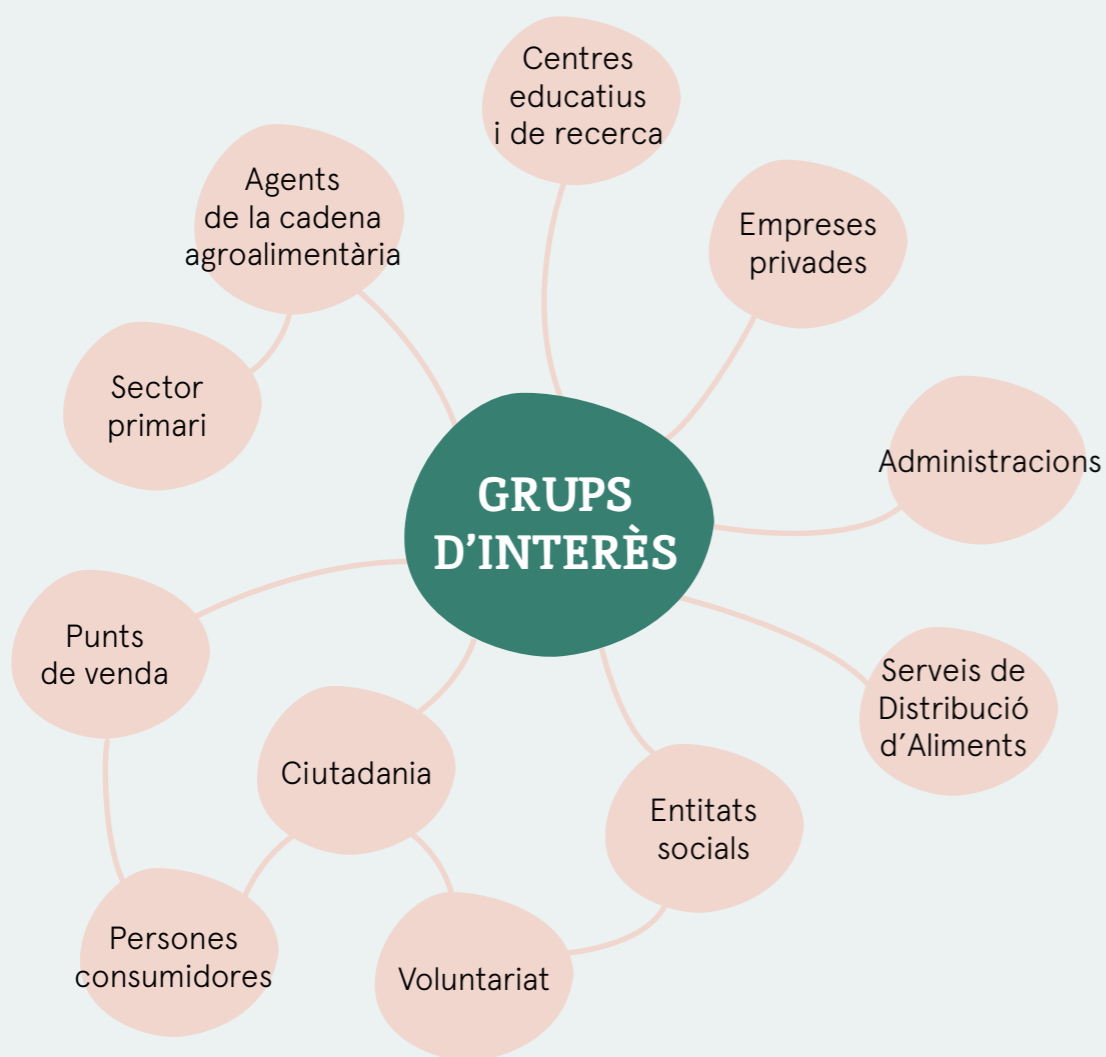 Centres
educatius
i de recerca
Agents
de la cadena
agroalimentària
Empreses
privades
Sector
primari
Administracions
GRUPS
D’INTERÈS
Punts
de venda
Serveis de
Distribució
d’Aliments
Ciutadania
Entitats
socials
Persones
consumidores
Voluntariat